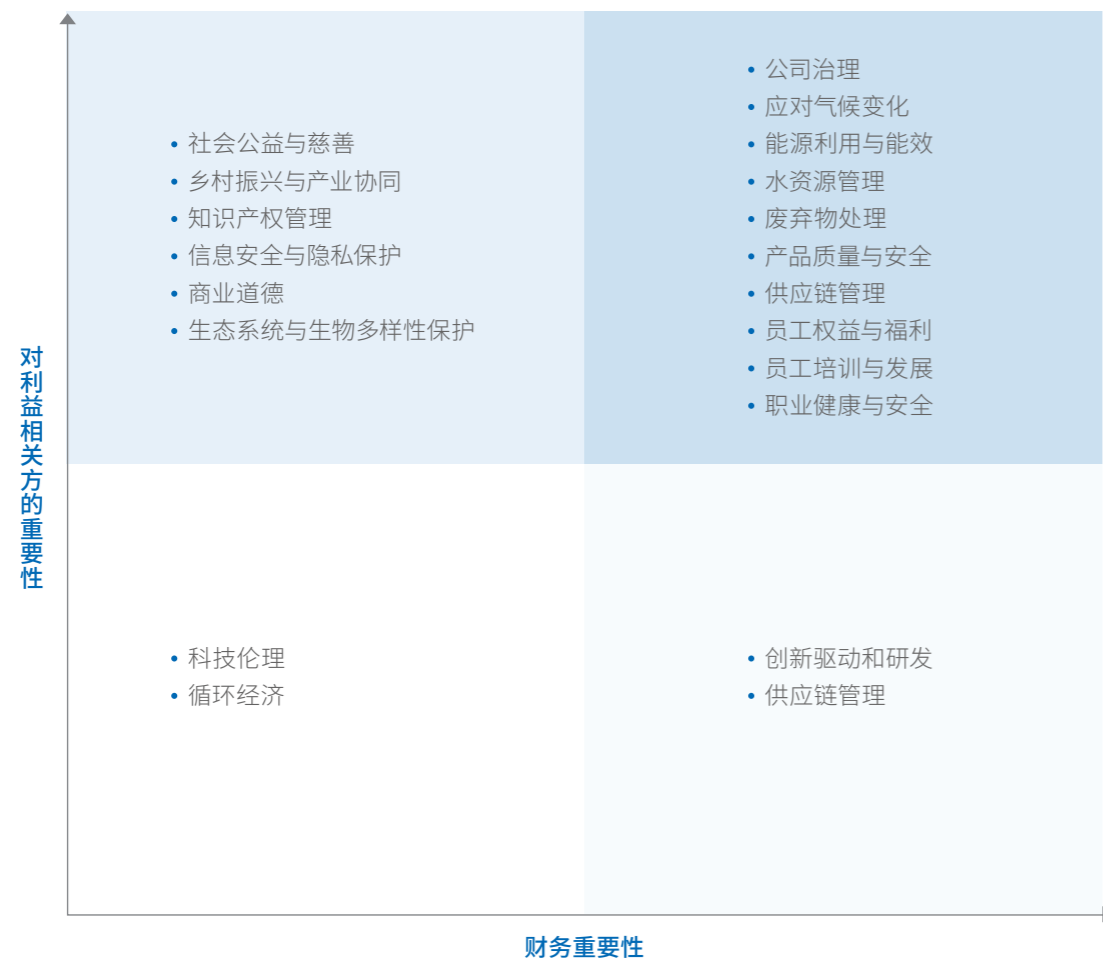 对利益相关方的重要性
• 社会公益与慈善
• 乡村振兴与产业协同
• 知识产权管理
• 信息安全与隐私保护
• 商业道德
• 生态系统与生物多样性保护
• 公司治理
• 应对气候变化
• 能源利用与能效
• 水资源管理
• 废弃物处理
• 产品质量与安全
• 供应链管理
• 员工权益与福利
• 员工培训与发展
• 职业健康与安全
• 科技伦理
• 循环经济
• 创新驱动和研发
• 供应链管理
财务重要性